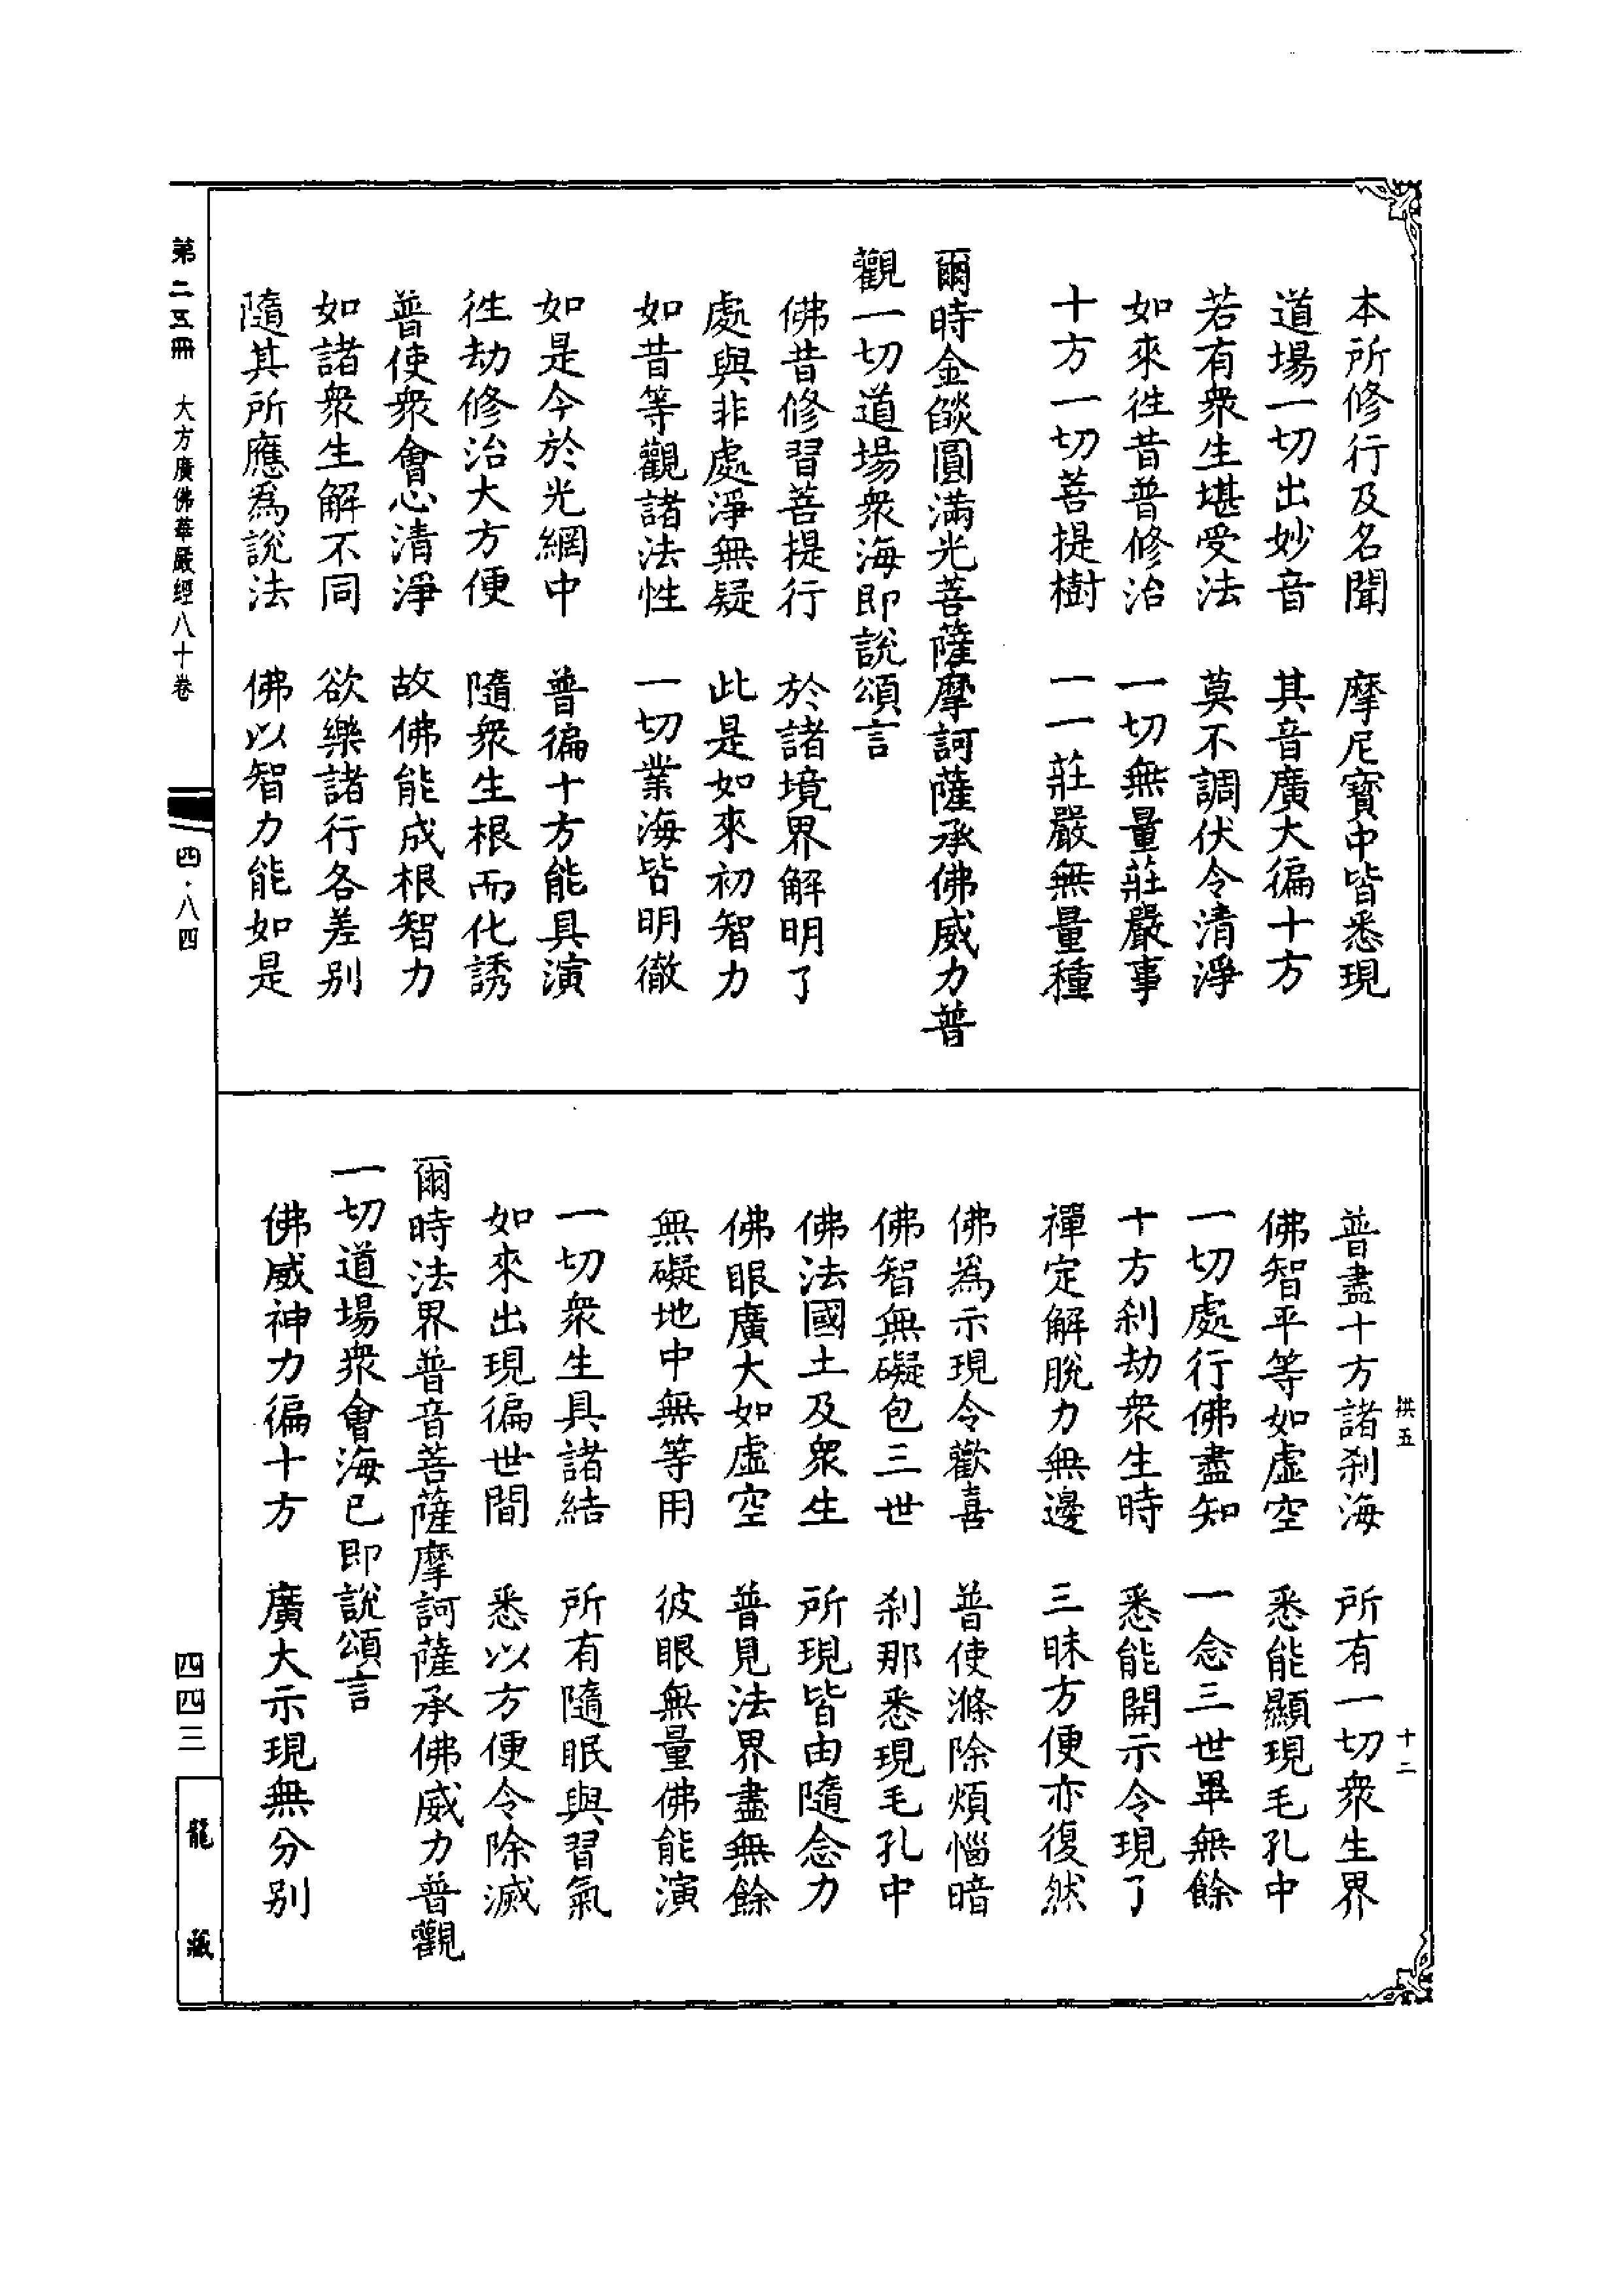 本所修行及名聞　摩尼寶中皆悉現
道場一切出妙音　其音廣大徧十方
若有衆生堪受法　莫不調伏令清淨
如來往昔普修治　一切無量莊嚴事
十方一切菩提樹　一一莊嚴無量種
爾時金燄圓滿光菩薩摩訶薩承佛威力普
觀一切道場衆海即說頌言
佛昔修習菩提行　於諸境界解明了
處與非處淨無疑　此是如來初智力
如昔等觀諸法性　一切業海皆明徹
如是今於光網中　普徧十方能具演
往劫修治大方便　隨衆生根而化誘
普使衆會心清淨　故佛能成根智力
如諸衆生解不同　欲樂諸行各差别
隨其所應爲說法　佛以智力能如是
普盡十方諸刹海　所有一切衆生界
佛智平等如虛空　悉能顯現毛孔中
一切處行佛盡知　一念三世畢無餘
十方刹劫衆生時　悉能開示令現了
禪定解脫力無邊　三昧方便亦復然
佛爲示現令歡喜　普使滌除煩惱暗
佛智無礙包三世　刹那悉現毛孔中
佛法國土及衆生　所現皆由隨念力
佛眼廣大如虛空　普見法界盡無餘
無礙地中無等用　彼眼無量佛能演
一切衆生具諸結　所有隨眠與習氣
如來出現徧世間　悉以方便令除滅
爾時法界普音菩薩摩訶薩承佛威力普觀
一切道場衆會海已即說頌言
佛威神力徧十方　廣大示現無分别
拱五
十二
第二五冊　大方廣佛華嚴經八十卷
四·八四
四四三
龍藏